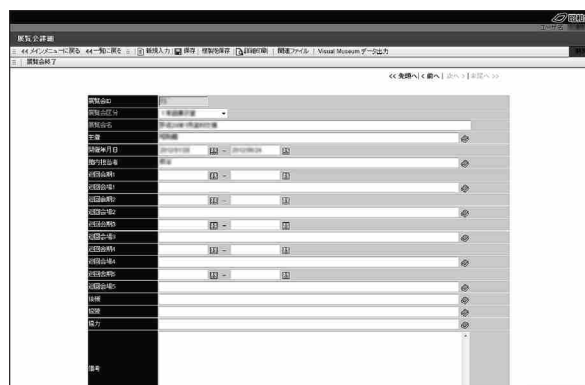 展覧会詳細
メインメニューに戻る 一覧に戻る 新規入力 保存 複製保存 詳細印刷 関連ファイル Visual Museum データ出力
展覧会終了
<< 先頭へ | < 前へ | 次へ > | 末尾へ >>
展覧会ID
展覧会区分
展覧会名
主催
開催年月日 -
館内担当者
巡回会期1 -
巡回会場1
巡回会期2 -
巡回会場2
巡回会期3 -
巡回会場3
巡回会期4 -
巡回会場4
巡回会期5 -
巡回会場5
後援
協賛
協力
備考